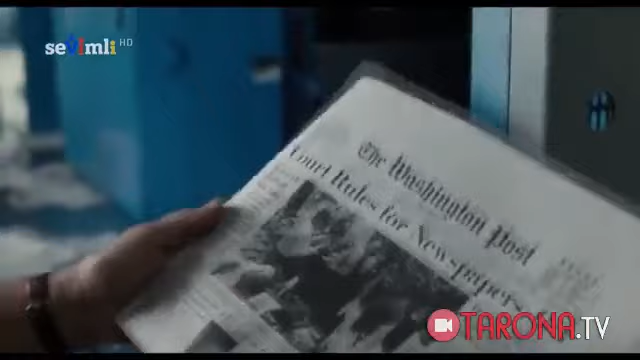 sevimli HD
The Washington Post
Court Rules for Newspapers
TARONA.TV